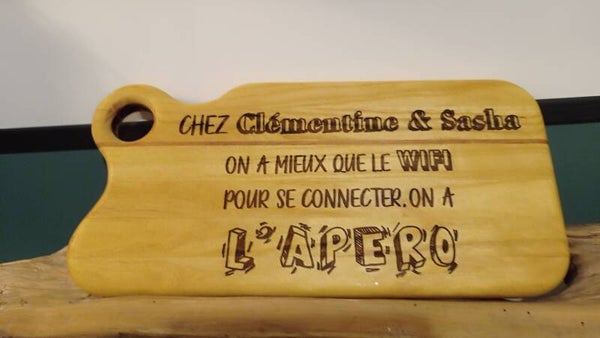 CHEZ Clémentine & Sasha
ON A MIEUX QUE LE WIFI
POUR SE CONNECTER. ON A
L'APERO